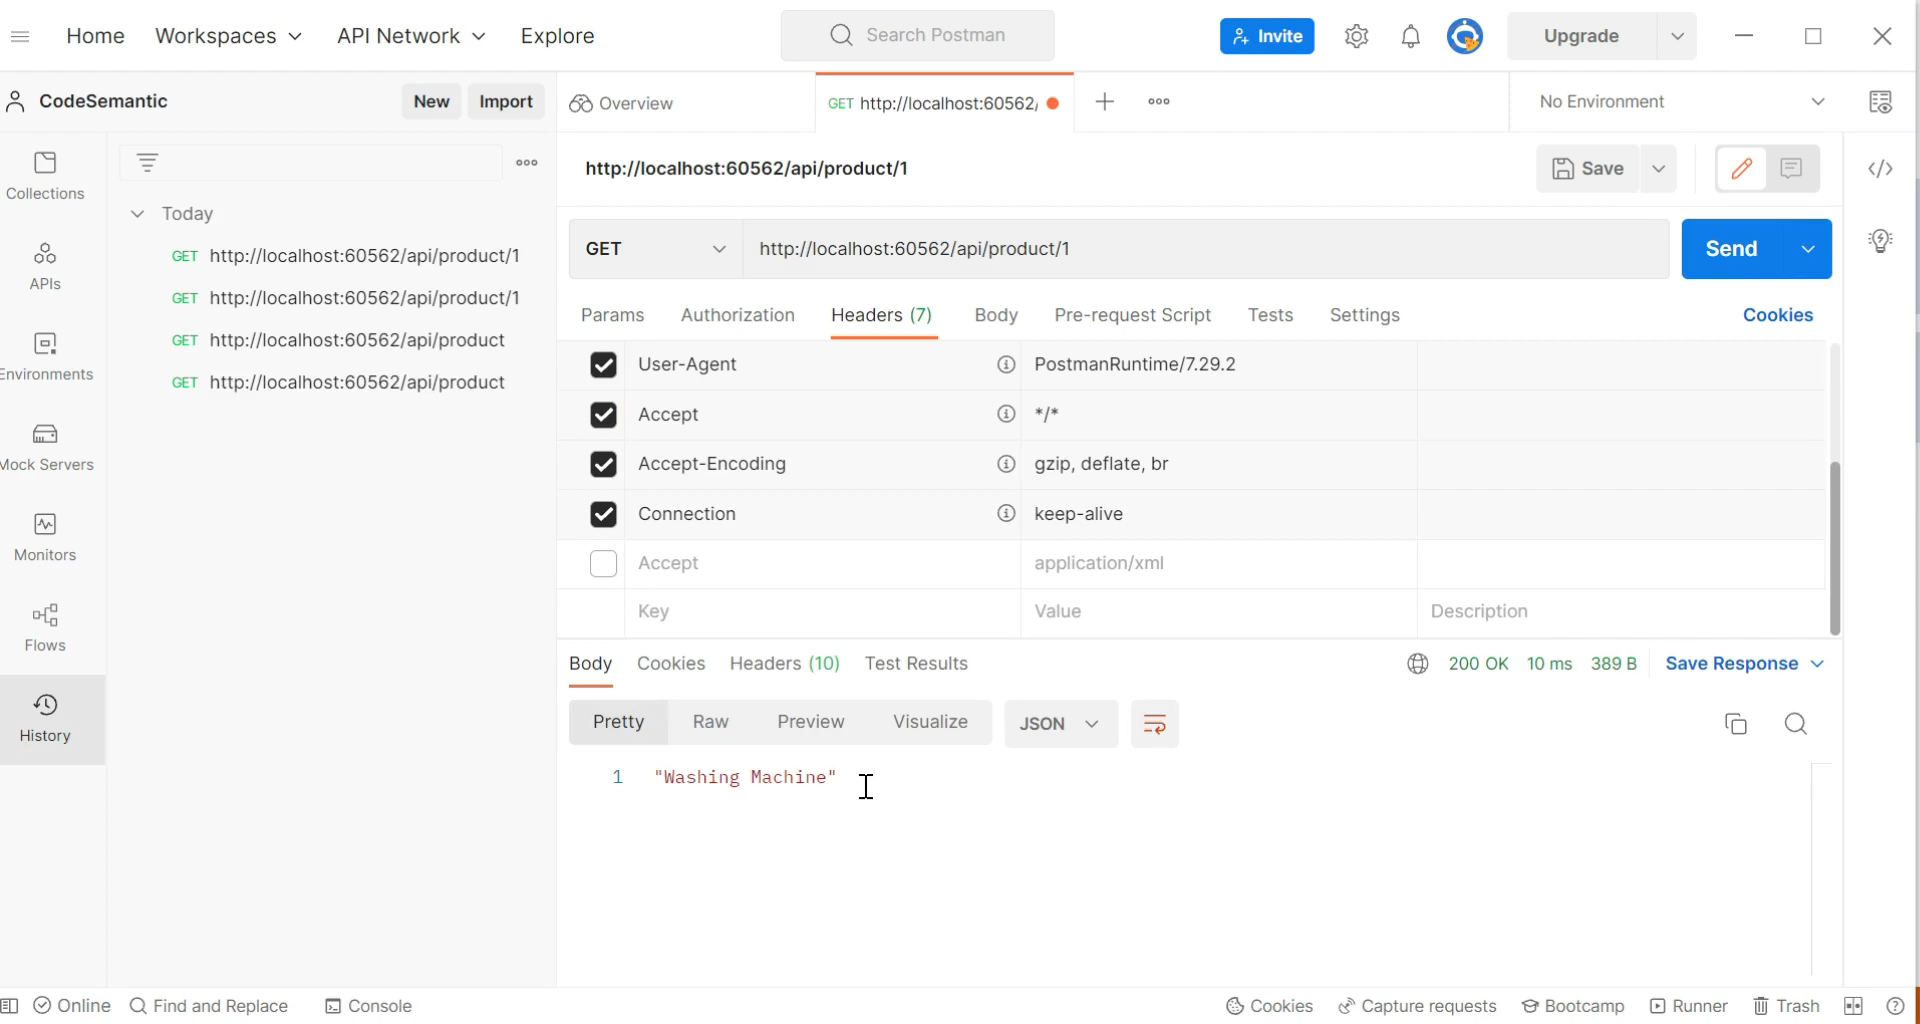 Home Workspaces API Network Explore Search Postman Invite Upgrade
CodeSemantic New Import Overview GET http://localhost:60562/ No Environment
http://localhost:60562/api/product/1 Save
Collections
Today
GET http://localhost:60562/api/product/1
GET http://localhost:60562/api/product/1
GET http://localhost:60562/api/product
GET http://localhost:60562/api/product
APIs
Environments
Mock Servers
Monitors
Flows
History
GET http://localhost:60562/api/product/1 Send
Params Authorization Headers (7) Body Pre-request Script Tests Settings Cookies
User-Agent PostmanRuntime/7.29.2
Accept */*
Accept-Encoding gzip, deflate, br
Connection keep-alive
Accept application/xml
Key Value Description
Body Cookies Headers (10) Test Results 200 OK 10 ms 389 B Save Response
Pretty Raw Preview Visualize JSON
1 "Washing Machine"
Online Find and Replace Console Cookies Capture requests Bootcamp Runner Trash